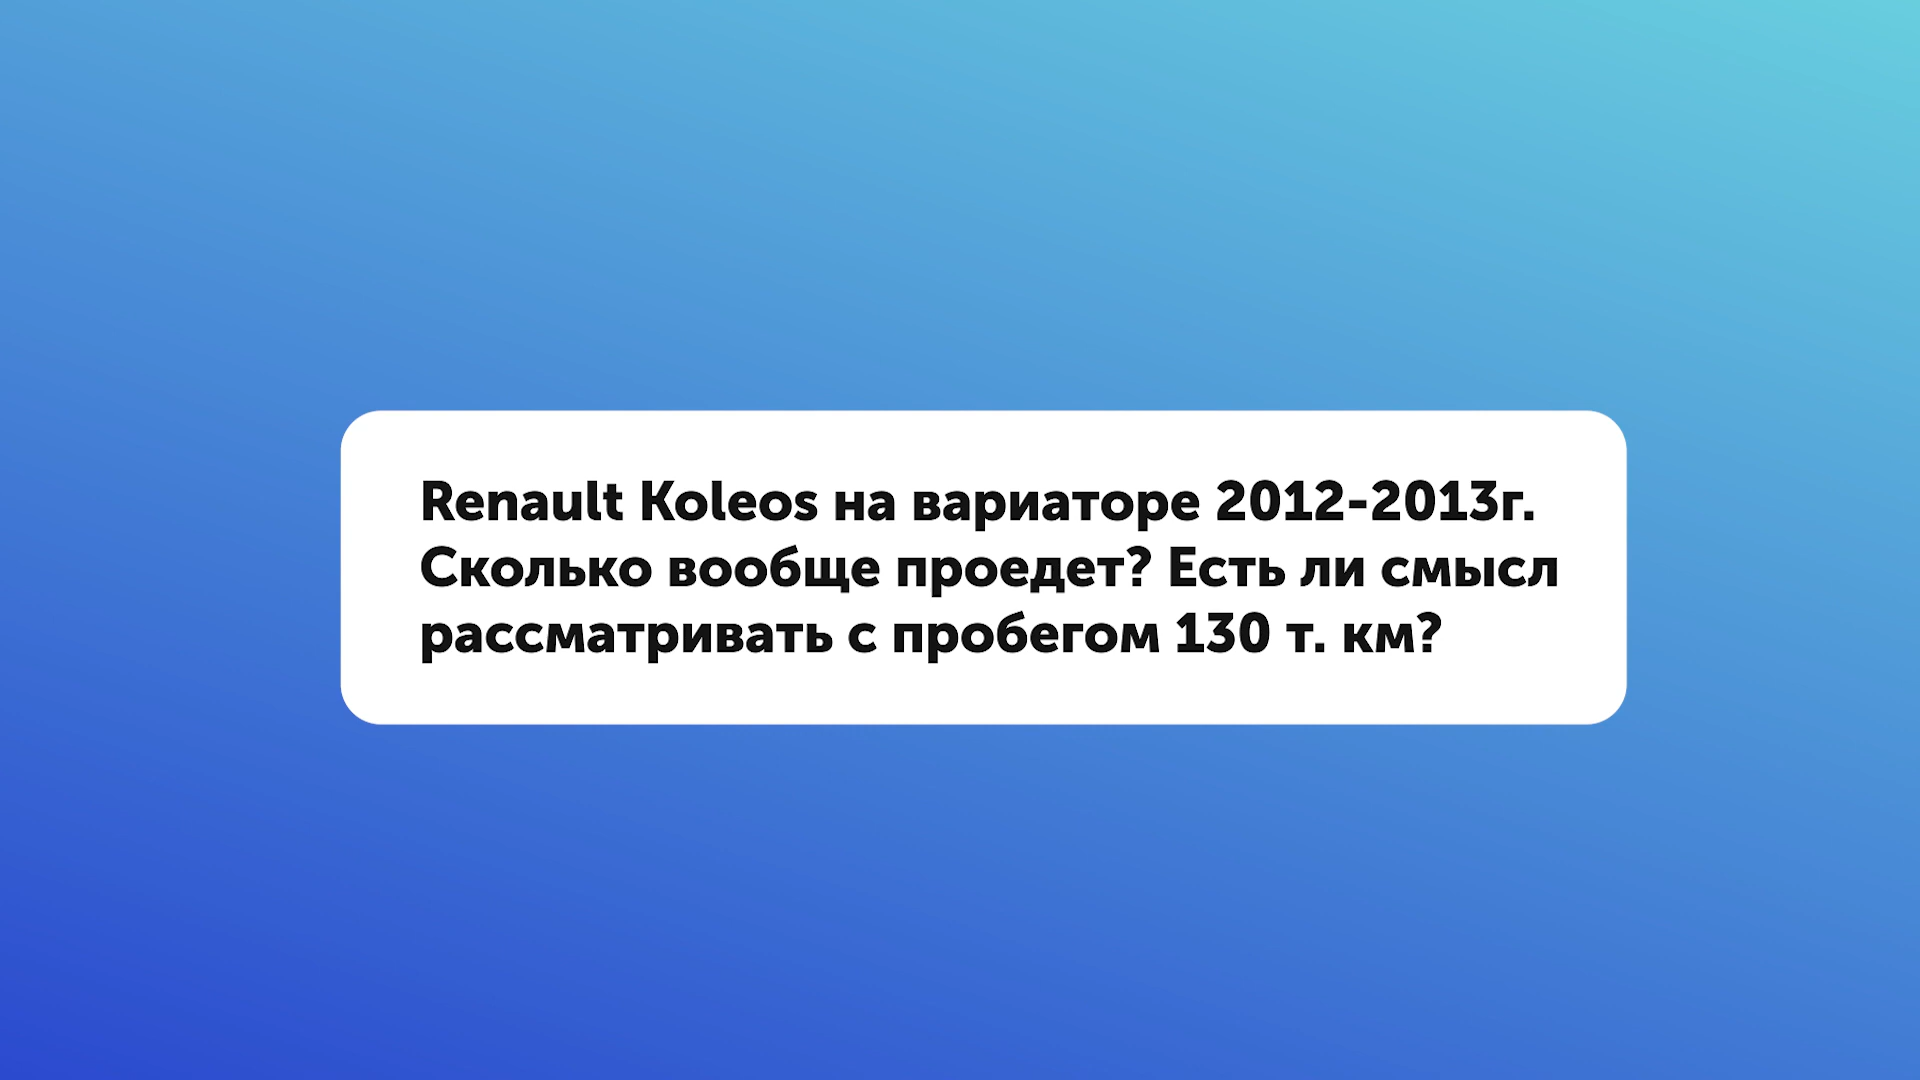 Renault Koleos на вариаторе 2012-2013г.
Сколько вообще проедет? Есть ли смысл
рассматривать с пробегом 130 т. км?